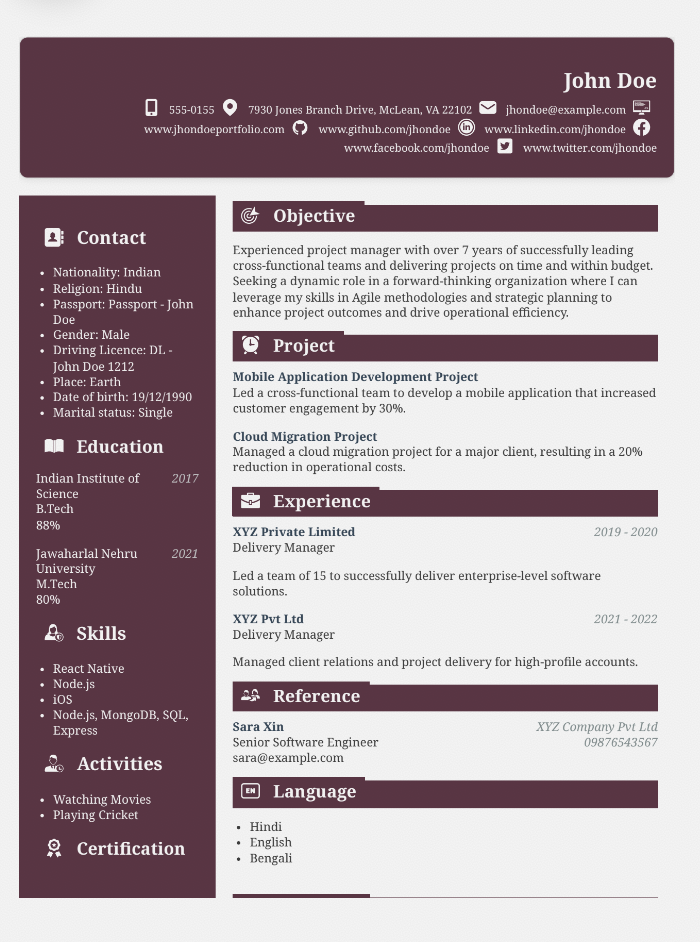 John Doe
555-0155 7930 Jones Branch Drive, McLean, VA 22102 jhondoe@example.com
www.jhondoeportfolio.com www.github.com/jhondoe www.linkedin.com/jhondoe
www.facebook.com/jhondoe www.twitter.com/jhondoe
Contact
• Nationality: Indian
• Religion: Hindu
• Passport: Passport - John
Doe
• Gender: Male
• Driving Licence: DL -
John Doe 1212
• Place: Earth
• Date of birth: 19/12/1990
• Marital status: Single
Education
Indian Institute of 2017
Science
B.Tech
88%
Jawaharlal Nehru 2021
University
M.Tech
80%
Skills
• React Native
• Node.js
• iOS
• Node.js, MongoDB, SQL,
Express
Activities
• Watching Movies
• Playing Cricket
Certification
Objective
Experienced project manager with over 7 years of successfully leading
cross-functional teams and delivering projects on time and within budget.
Seeking a dynamic role in a forward-thinking organization where I can
leverage my skills in Agile methodologies and strategic planning to
enhance project outcomes and drive operational efficiency.
Project
Mobile Application Development Project
Led a cross-functional team to develop a mobile application that increased
customer engagement by 30%.
Cloud Migration Project
Managed a cloud migration project for a major client, resulting in a 20%
reduction in operational costs.
Experience
XYZ Private Limited 2019 - 2020
Delivery Manager
Led a team of 15 to successfully deliver enterprise-level software
solutions.
XYZ Pvt Ltd 2021 - 2022
Delivery Manager
Managed client relations and project delivery for high-profile accounts.
Reference
Sara Xin XYZ Company Pvt Ltd
Senior Software Engineer 09876543567
sara@example.com
EN
Language
• Hindi
• English
• Bengali